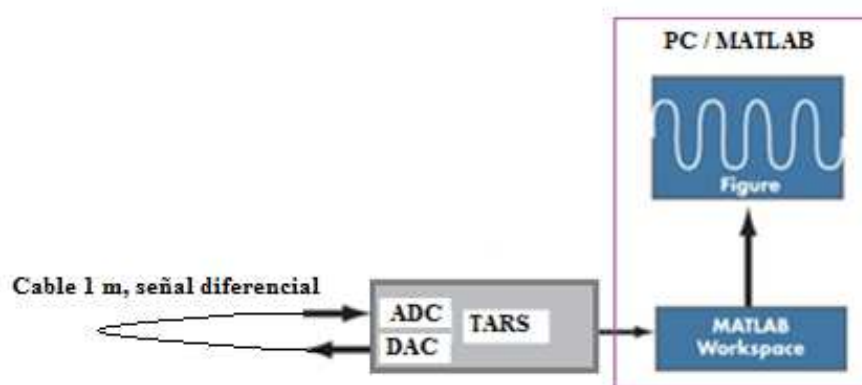 PC / MATLAB
Figure
Cable 1 m, señal diferencial
ADC
TARS
DAC
MATLAB
Workspace